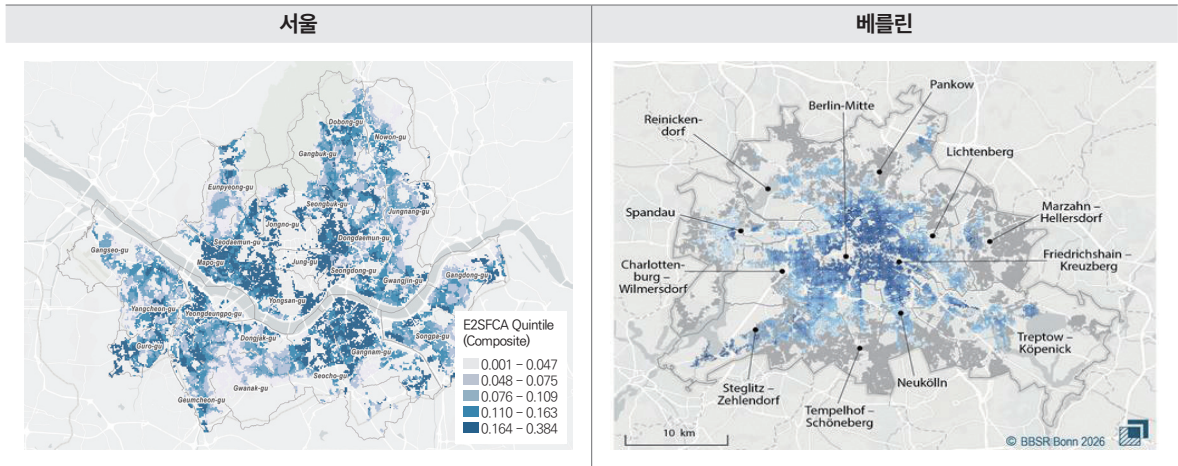 서울
베를린
Dobong-gu
Nowon-gu
Gangbuk-gu
Eunpyeong-gu
Seongbuk-gu
Jungnang-gu
Jongno-gu
Seodaemun-gu
Dongdaemun-gu
Gangseo-gu
Mapo-gu
Jung-gu
Seongdong-gu
Gwangjin-gu
Gangdong-gu
Yongsan-gu
Yangcheon-gu
Yeongdeungpo-gu
Dongjak-gu
Songpa-gu
Guro-gu
Gangnam-gu
Seocho-gu
Gwanak-gu
Geumcheon-gu
E2SFCA Quintile
(Composite)
0.001 – 0.047
0.048 – 0.075
0.076 – 0.109
0.110 – 0.163
0.164 – 0.384
Pankow
Berlin-Mitte
Reinicken-
dorf
Lichtenberg
Spandau
Marzahn –
Hellersdorf
Charlotten-
burg –
Wilmersdorf
Friedrichshain –
Kreuzberg
Treptow –
Köpenick
Steglitz –
Zehlendorf
Neukölln
Tempelhof –
Schöneberg
10 km
© BBSR Bonn 2026